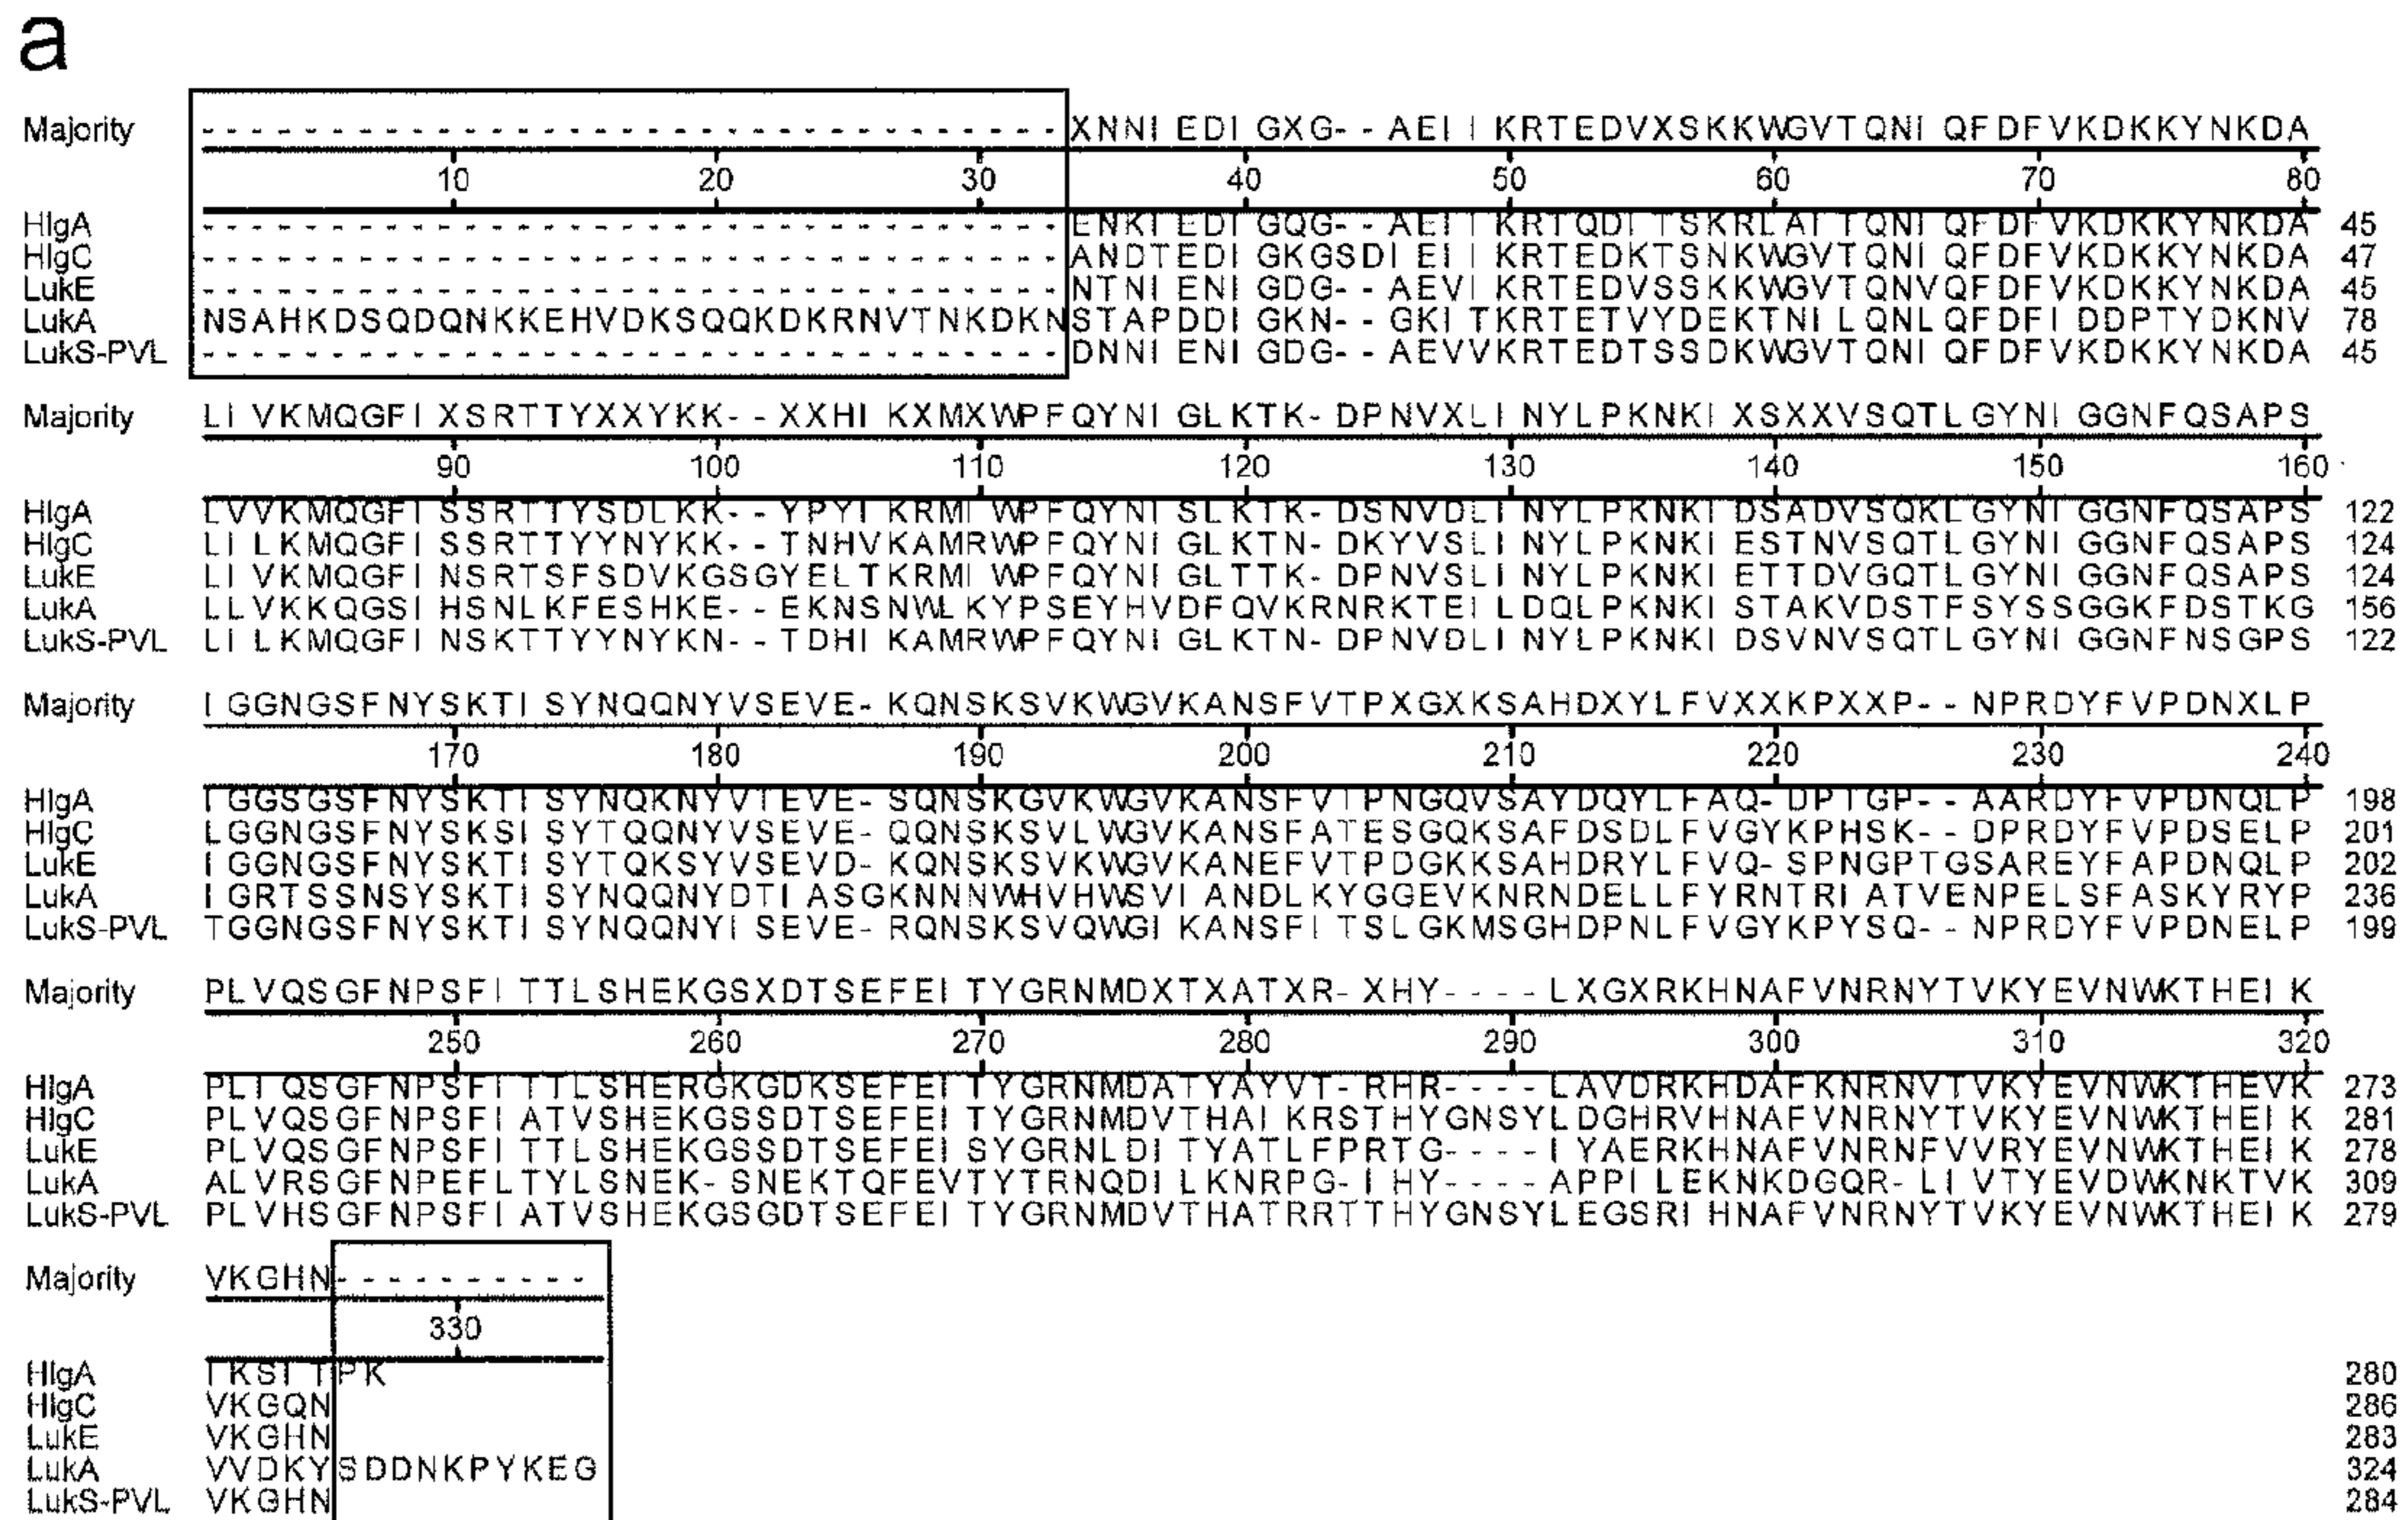 a
Majority ---------------------------------XNNIEDIGXG--AEIIKRTEDVXSKKWGVTQNIQFDFVKDKKYNKDA
10 20 30 40 50 60 70 80
HlgA ---------------------------------ENKIEDIGQG--AEIIKRTQDITSKRLAITQNIQFDFVKDKKYNKDA 45
HlgC ---------------------------------ANDTEDIGKGSDIEIIKRTEDKTSNKWGVTQNIQFDFVKDKKYNKDA 47
LukE ---------------------------------NTNIENIGDG--AEVIKRTEDVSSKKWGVTQNVQFDFVKDKKYNKDA 45
LukA NSAHKDSQDQNKKEHVDKSQQKDKRNVTNKDKNSTAPDDIGKN--GKITKRTETVYDEKTNILQNLQFDFIDDPTYDKNV 78
LukS-PVL ---------------------------------DNNIENIGDG--AEVVKRTEDTSSDKWGVTQNIQFDFVKDKKYNKDA 45
Majority LIVKMQGFIXSRTTYXXYKK--XXHIKXMXWPFQYNIGLKTK-DPNVXLINYLPKNKIXSXXVSQTLGYNIGGNFQSAPS
90 100 110 120 130 140 150 160
HlgA LVVKMQGFISSRTTYSDLKK--YPYIKRMIWPFQYNISLKTK-DSNVDLINYLPKNKIDSADVSQKLGYNIGGNFQSAPS 122
HlgC LILKMQGFISSRTTYYNYKK--TNHVKAMRWPFQYNIGLKTN-DKYVSLINYLPKNKIESTNVSQTLGYNIGGNFQSAPS 124
LukE LIVKMQGFINSRTSFSDVKGSGYELTKRMIWPFQYNIGLTTK-DPNVSLINYLPKNKIETTDVGQTLGYNIGGNFQSAPS 124
LukA LLVKKQGSIHSNLKFESHKE--EKNSNWLKYPSEYHVDFQVKRNRKTEILDQLPKNKISTAKVDSTFSYSSGGKFDSTKG 156
LukS-PVL LILKMQGFINSKTTYYNYKN--TDHIKAMRWPFQYNIGLKTN-DPNVDLINYLPKNKIDSVNVSQTLGYNIGGNFNSGPS 122
Majority IGGNGSFNYSKTISYNQQNYVSEVE-KQNSKSVKWGVKANSFVTPXGXKSAHDXYLFVXXKPXXP--NPRDYFVPDNXLP
170 180 190 200 210 220 230 240
HlgA IGGSGSFNYSKTISYNQKNYVTEVE-SQNSKGVKWGVKANSFVTPNGQVSAYDQYLFAQ-DPTGP--AARDYFVPDNQLP 198
HlgC LGGNGSFNYSKSISYTQQNYVSEVE-QQNSKSVLWGVKANSFATESGQKSAFDSDLFVGYKPHSK--DPRDYFVPDSELP 201
LukE IGGNGSFNYSKTISYTQKSYVSEVD-KQNSKSVKWGVKANEFVTPDGKKSAHDRYLFVQ-SPNGPTGSAREYFAPDNQLP 202
LukA IGRTSSNSYSKTISYNQQNYDTIASGKNNNWHVHWSVIANDLKYGGEVKNRNDELLFYRNTRIATVENPELSFASKYRYP 236
LukS-PVL TGGNGSFNYSKTISYNQQNYISEVE-RQNSKSVQWGIKANSFITSLGKMSGHDPNLFVGYKPYSQ--NPRDYFVPDNELP 199
Majority PLVQSGFNPSFITTLSHEKGSXDTSEFEITYGRNMDXTXATXR-XHY----LXGXRKHNAFVNRNYTVKYEVNWKTHEIK
250 260 270 280 290 300 310 320
HlgA PLIQSGFNPSFITTLSHERGKGDKSEFEITYGRNMDATYAYVT-RHR----LAVDRKHDAFKNRNVTVKYEVNWKTHEVK 273
HlgC PLVQSGFNPSFIATVSHEKGSSDTSEFEITYGRNMDVTHAIKRSTHYGNSYLDGHRVHNAFVNRNYTVKYEVNWKTHEIK 281
LukE PLVQSGFNPSFITTLSHEKGSSDTSEFEISYGRNLDITYATLFPRTG----IYAERKHNAFVNRNFVVRYEVNWKTHEIK 278
LukA ALVRSGFNPEFLTYLSNEK-SNEKTQFEVTYTRNQDILKNRPG-IHY----APPILEKNKDGQR-LIVTYEVDWKNKTVK 309
LukS-PVL PLVHSGFNPSFIATVSHEKGSGDTSEFEITYGRNMDVTHATRRTTHYGNSYLEGSRIHNAFVNRNYTVKYEVNWKTHEIK 279
Majority VKGHN----------
330
HlgA IKSITPK 280
HlgC VKGQN 286
LukE VKGHN 283
LukA VVDKYSDDNKPYKEG 324
LukS-PVL VKGHN 284